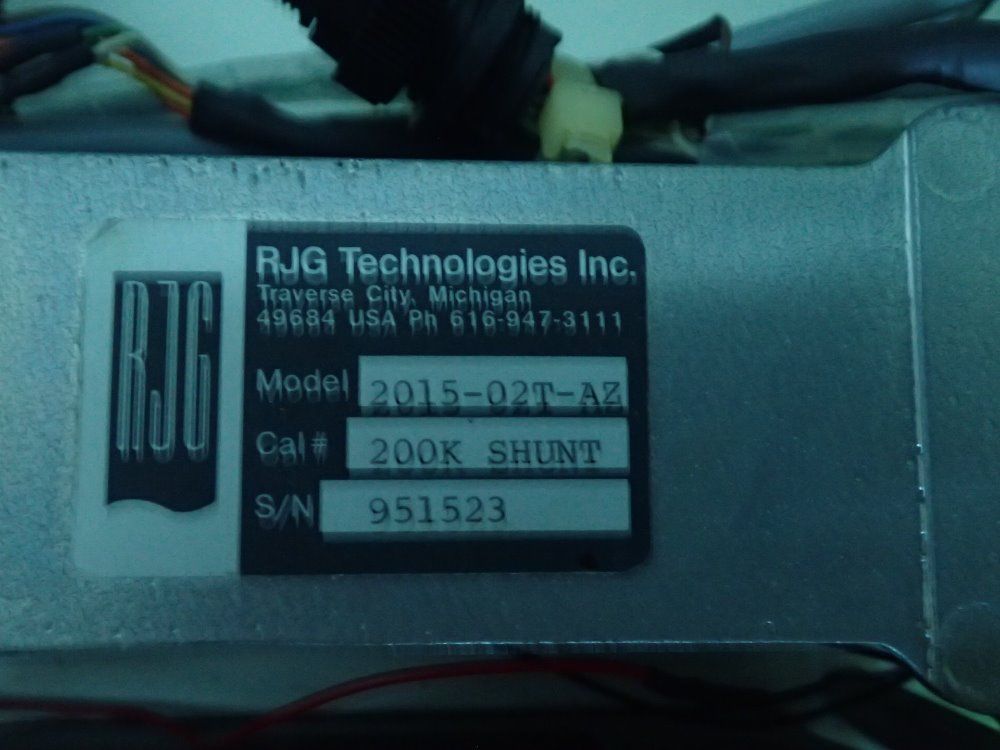 RJG
RJG Technologies Inc.
Traverse City, Michigan
49684 USA Ph 616-947-3111
Model 2015-02T-AZ
Cal# 200K SHUNT
S/N 951523